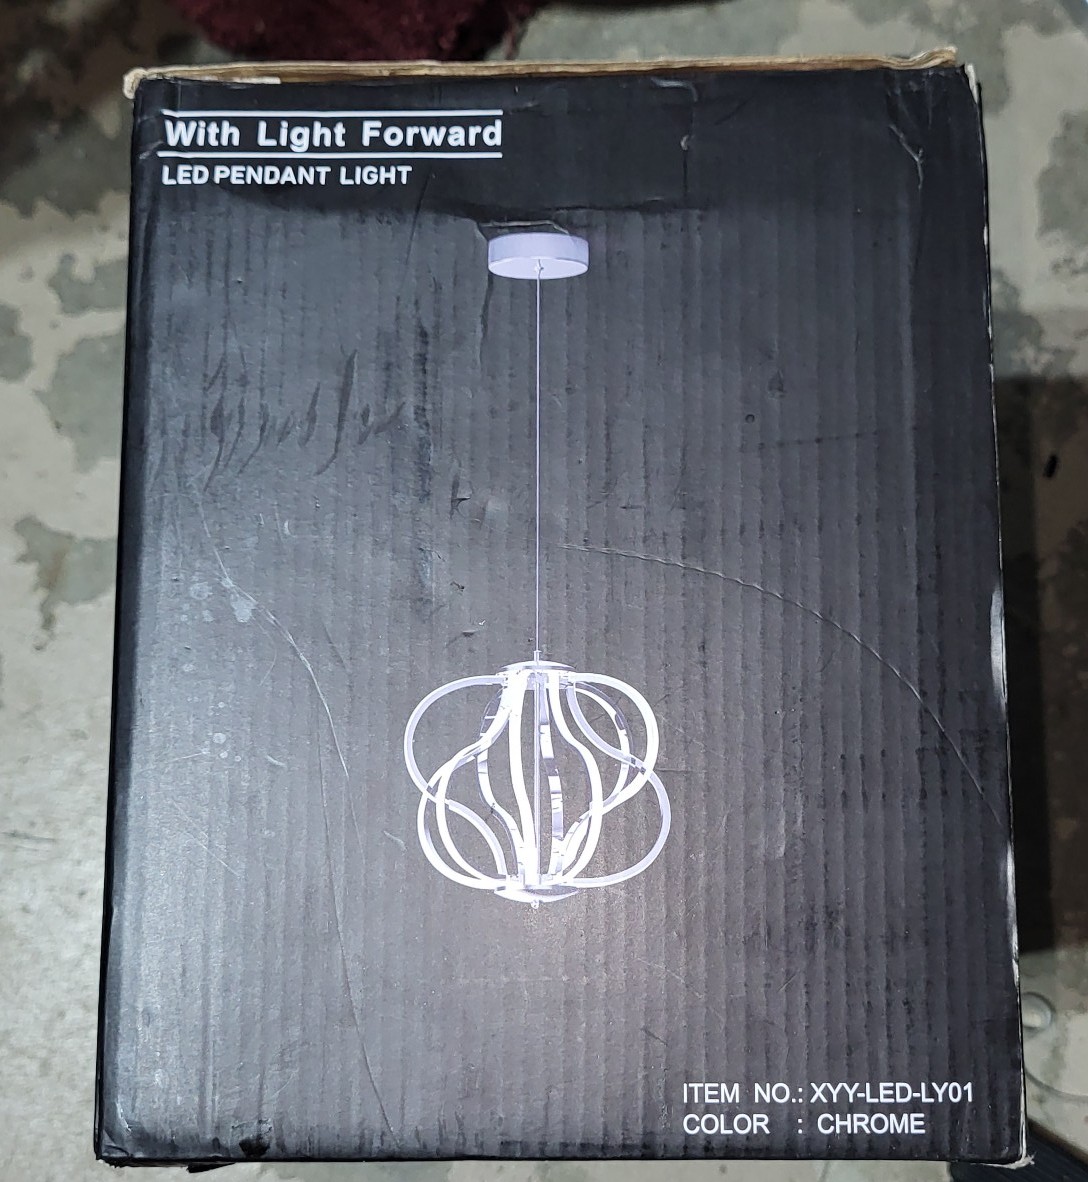 With Light Forward
LED PENDANT LIGHT
ITEM NO.: XYY-LED-LY01
COLOR : CHROME